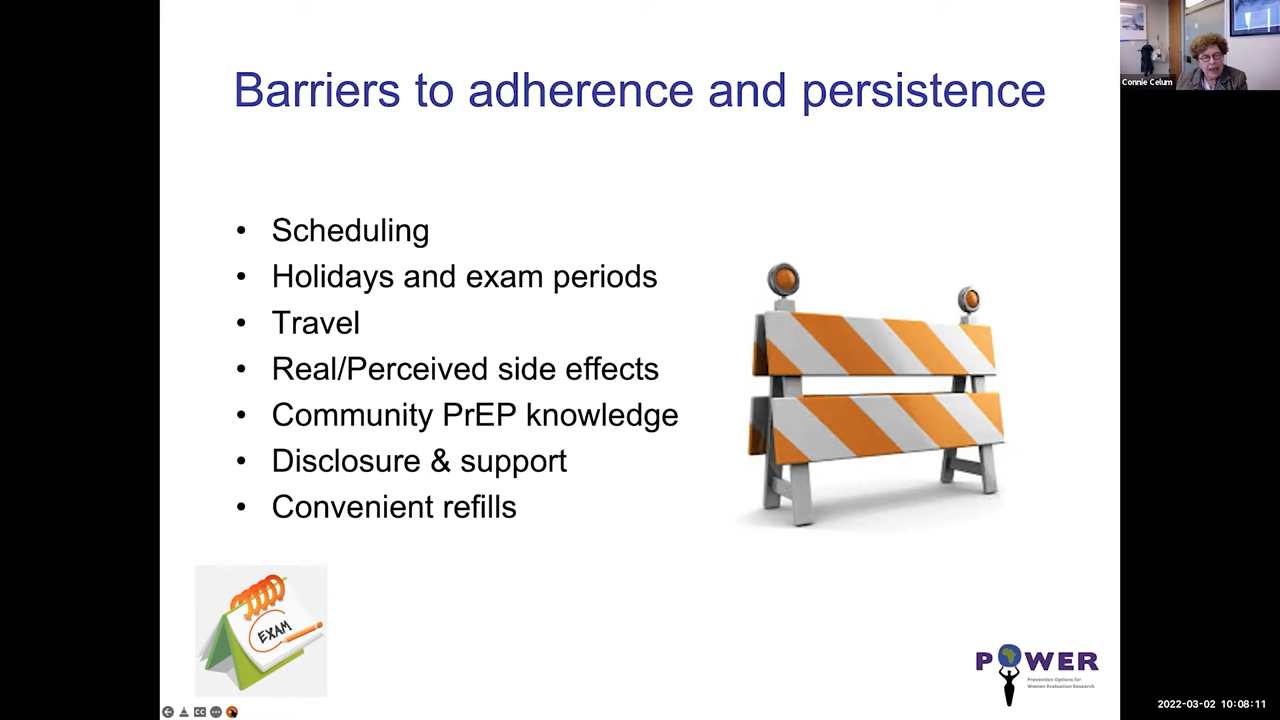 Barriers to adherence and persistence
Connie Celum
• Scheduling
• Holidays and exam periods
• Travel
• Real/Perceived side effects
• Community PrEP knowledge
• Disclosure & support
• Convenient refills
EXAM
POWER
Prevention Options for
Women Evaluation Research
CC
2022-03-02 10:08:11